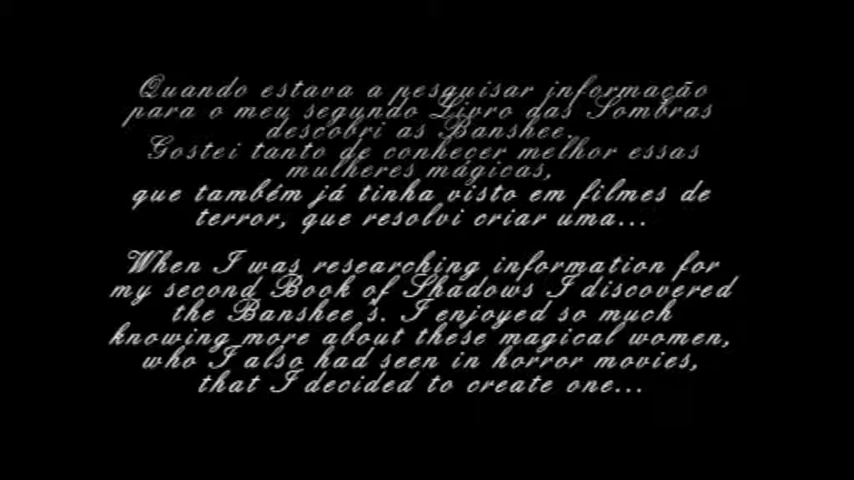 Quando estava a pesquisar informação
para o meu segundo Livro das Sombras
descobri as Banshee.
Gostei tanto de conhecer melhor essas
mulheres mágicas,
que também já tinha visto em filmes de
terror, que resolvi criar uma...
When I was researching information for
my second Book of Shadows I discovered
the Banshee's. I enjoyed so much
knowing more about these magical women,
who I also had seen in horror movies,
that I decided to create one...